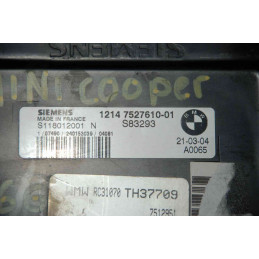 SIEMENS
MINI cooper
SIEMENS 1214 7527610-01
MADE IN FRANCE
S118012001 N S83293
BMW
21-03-04
A0065
RC31070 TH37709
7512951